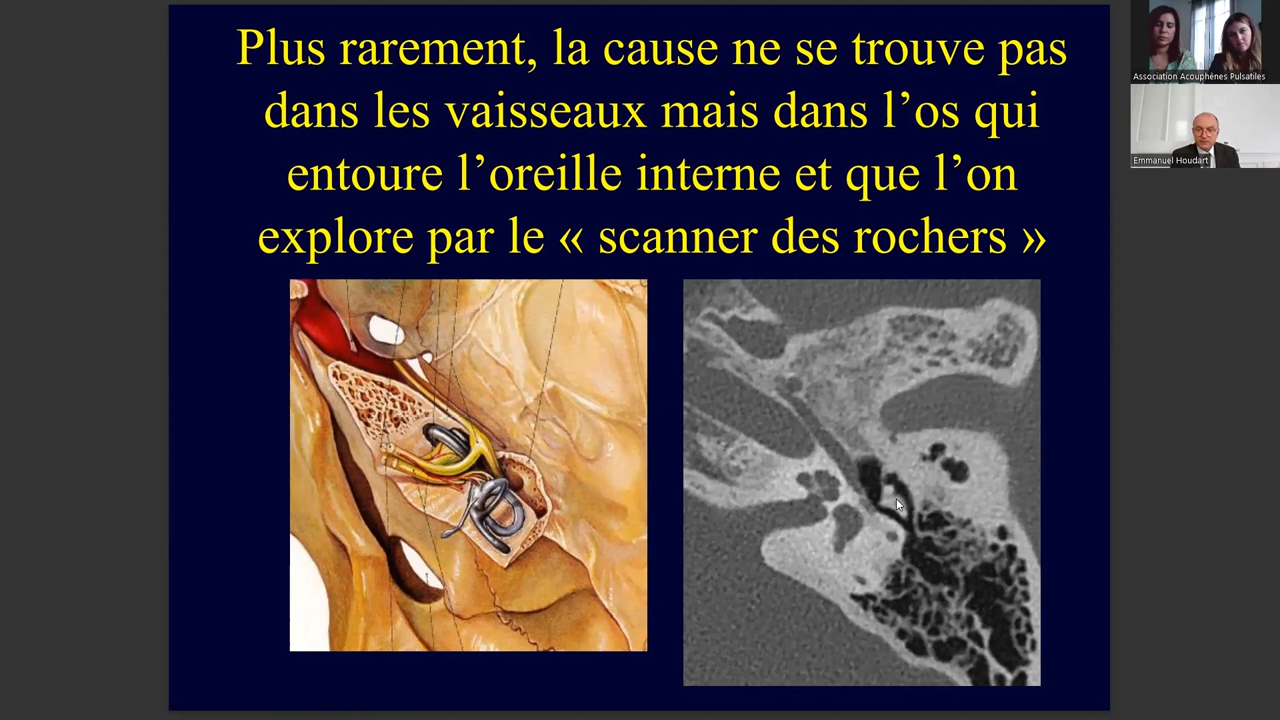 Plus rarement, la cause ne se trouve pas
dans les vaisseaux mais dans l’os qui
entoure l’oreille interne et que l’on
explore par le « scanner des rochers »
Association Acouphènes Pulsatiles
Emmanuel Houdart